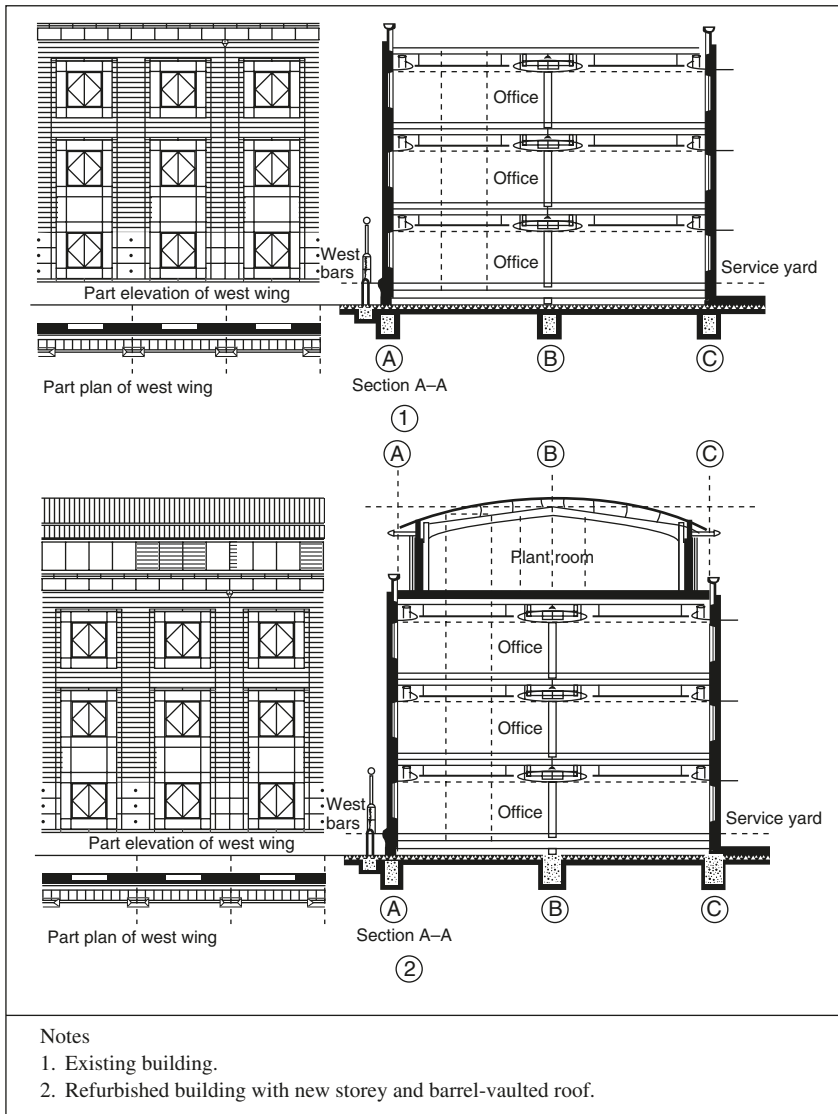 Office
Office
West
bars
Office
Service yard
Part elevation of west wing
A
B
C
Part plan of west wing
Section A–A
1
A
B
C
Plant room
Office
Office
West
bars
Office
Service yard
Part elevation of west wing
A
B
C
Part plan of west wing
Section A–A
2
Notes
1. Existing building.
2. Refurbished building with new storey and barrel-vaulted roof.